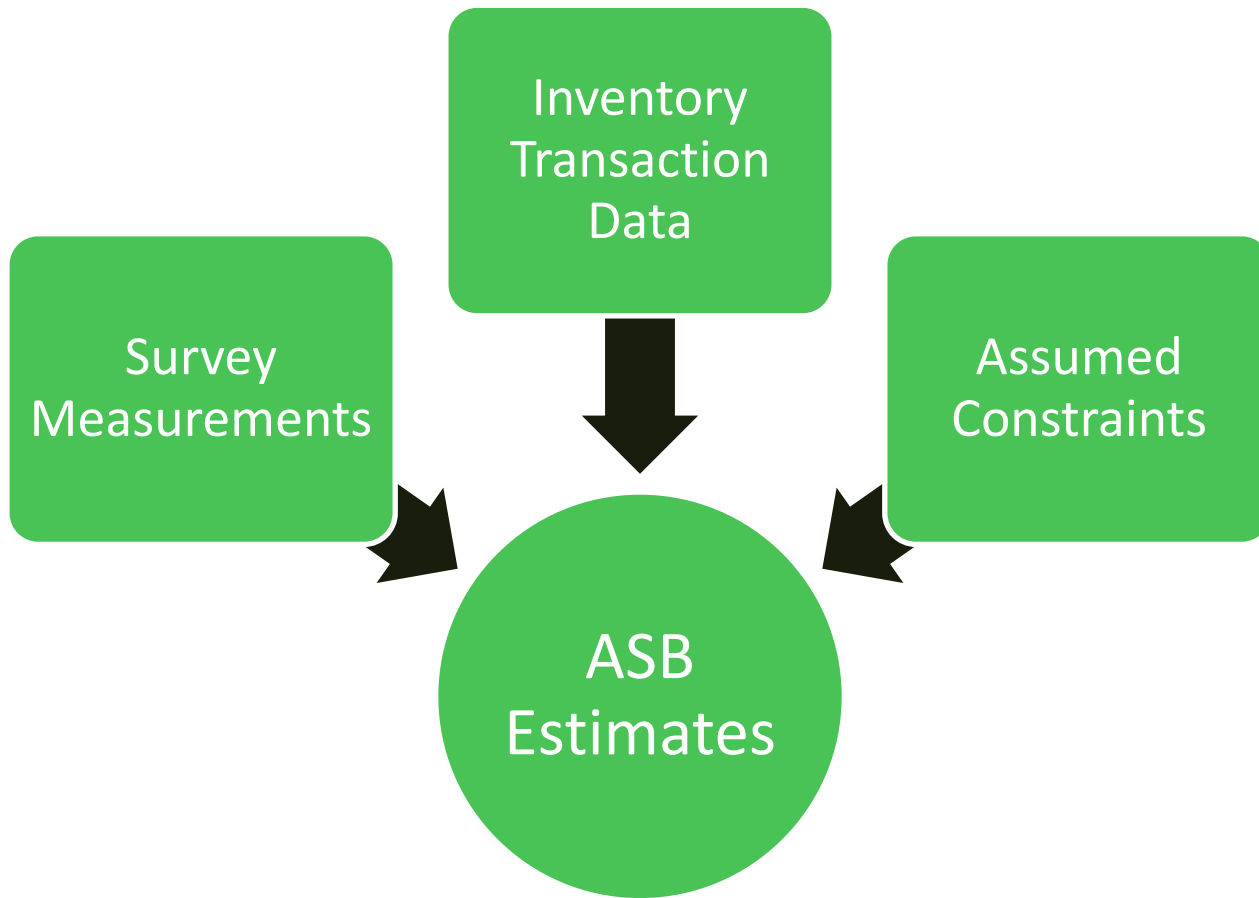 Inventory
Transaction
Data
Survey
Measurements
Assumed
Constraints
ASB
Estimates